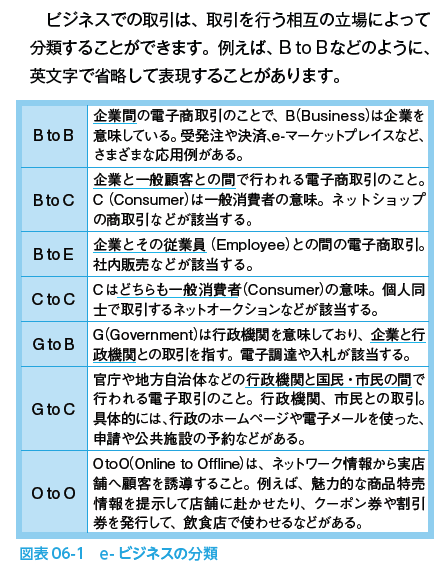 ビジネスでの取引は、取引を行う相互の立場によって
分類することができます。例えば、B to Bなどのように、
英文字で省略して表現することがあります。
B to B
企業間の電子商取引のことで、B(Business)は企業を
意味している。受発注や決済、e-マーケットプレイスなど、
さまざまな応用例がある。
B to C
企業と一般顧客との間で行われる電子商取引のこと。
C (Consumer)は一般消費者の意味。ネットショップ
の商取引などが該当する。
B to E
企業とその従業員 (Employee)との間の電子商取引。
社内販売などが該当する。
C to C
Cはどちらも一般消費者(Consumer)の意味。個人同
士で取引するネットオークションなどが該当する。
G to B
G(Government)は行政機関を意味しており、企業と行
政機関との取引を指す。電子調達や入札が該当する。
G to C
官庁や地方自治体などの行政機関と国民・市民の間で
行われる電子取引のこと。行政機関、市民との取引。
具体的には、行政のホームページや電子メールを使った、
申請や公共施設の予約などがある。
O to O
OtoO(Online to Offline)は、ネットワーク情報から実店
舗へ顧客を誘導すること。例えば、魅力的な商品特売
情報を提示して店舗に赴かせたり、クーポン券や割引
券を発行して、飲食店で使わせるなどがある。
図表 06-1 e-ビジネスの分類